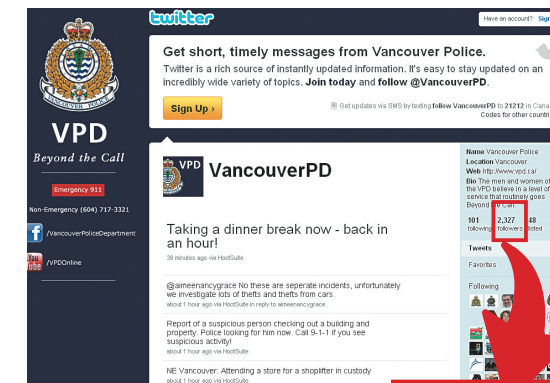 twitter
Have an account? Sign
Get short, timely messages from Vancouver Police.
Twitter is a rich source of instantly updated information. It's easy to stay updated on an
incredibly wide variety of topics. Join today and follow @VancouverPD.
Sign Up ›
Get updates via SMS by texting follow VancouverPD to 21212 in Cana
Codes for other countri
VANCOUVER POLICE
VPD
Beyond the Call
Emergency 911
Non-Emergency (604) 717-3321
/VancouverPoliceDepartment
You
Tube
/VPDOnline
VPD
VancouverPD
Taking a dinner break now - back in
an hour!
38 minutes ago via HootSuite
@aimeenancygrace No these are seperate incidents, unfortunately
we investigate lots of thefts and thefts from cars.
about 1 hour ago via HootSuite in reply to aimeenancygrace
Report of a suspicious person checking out a building and
property. Police looking for him now. Call 9-1-1 if you see
suspicious activity!
about 1 hour ago via HootSuite
NE Vancouver: Attending a store for a shoplifter in custody
about 1 hour ago via HootSuite
Name Vancouver Police
Location Vancouver
Web http://www.vpd.ca/
Bio The men and women of
the VPD believe in a level of
service that routinely goes
Beyond the Call.
101 2,327 48
following followers listed
Tweets
Favorites
Following